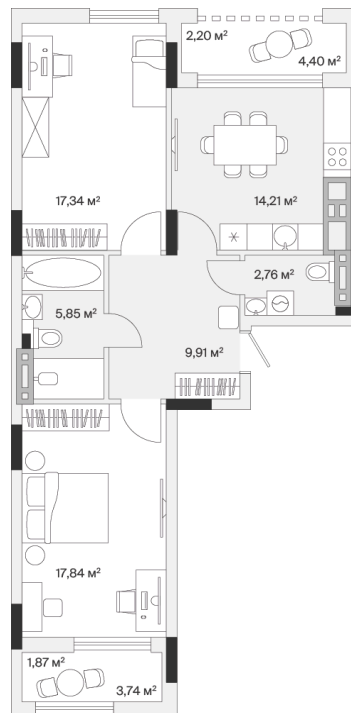 2,20 м²
4,40 м²
17,34 м²
14,21 м²
2,76 м²
5,85 м²
9,91 м²
17,84 м²
1,87 м²
3,74 м²